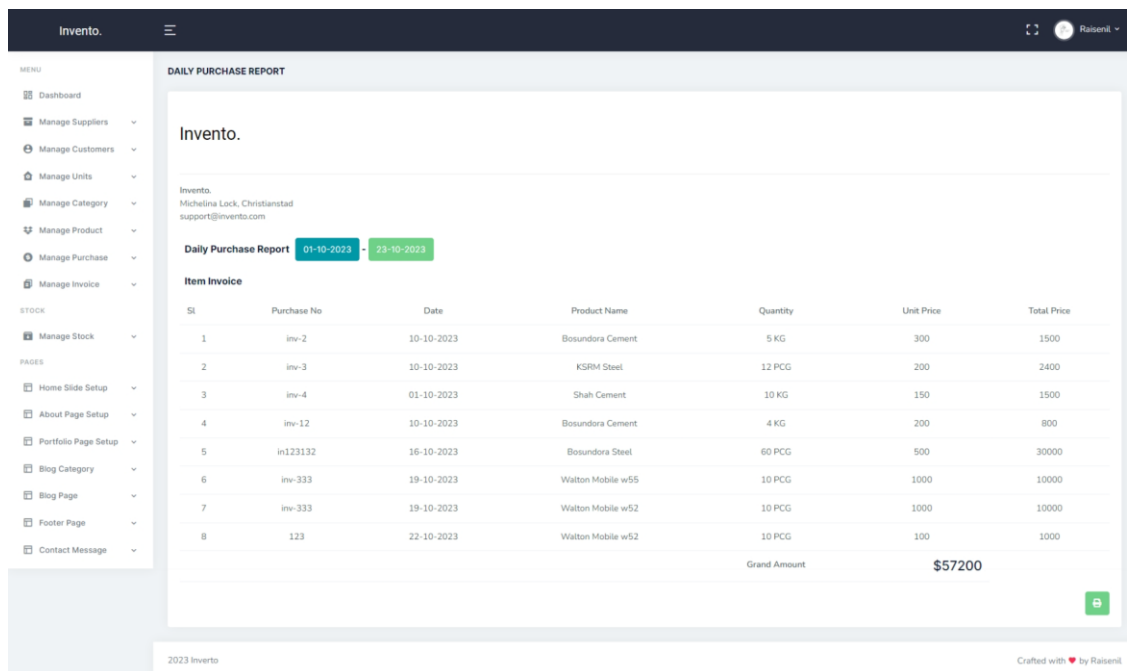 Invento.
Raisenil
MENU
Dashboard
Manage Suppliers
Manage Customers
Manage Units
Manage Category
Manage Product
Manage Purchase
Manage Invoice
STOCK
Manage Stock
PAGES
Home Slide Setup
About Page Setup
Portfolio Page Setup
Blog Category
Blog Page
Footer Page
Contact Message
DAILY PURCHASE REPORT
Invento.
Invento.
Michelina Lock, Christianstad
support@invento.com
Daily Purchase Report 01-10-2023 - 23-10-2023
Item Invoice
Sl Purchase No Date Product Name Quantity Unit Price Total Price
1 inv-2 10-10-2023 Bosundora Cement 5 KG 300 1500
2 inv-3 10-10-2023 KSRM Steel 12 PCG 200 2400
3 inv-4 01-10-2023 Shah Cement 10 KG 150 1500
4 inv-12 10-10-2023 Bosundora Cement 4 KG 200 800
5 in123132 16-10-2023 Bosundora Steel 60 PCG 500 30000
6 inv-333 19-10-2023 Walton Mobile w55 10 PCG 1000 10000
7 inv-333 19-10-2023 Walton Mobile w52 10 PCG 1000 10000
8 123 22-10-2023 Walton Mobile w52 10 PCG 100 1000
Grand Amount $57200
2023 Inverto
Crafted with ❤ by Raisenil